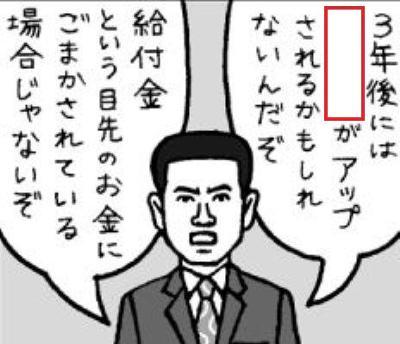 3年後には
がアップ
されるかもしれ
ないんだぞ
給付金
という目先のお金に
ごまかされている
場合じゃないぞ